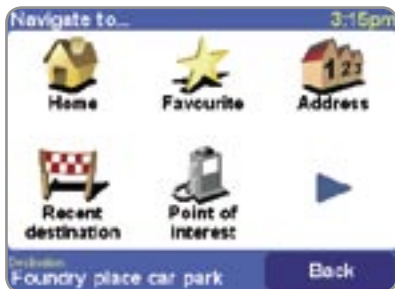 Navigate to...
3:15pm
Home
Favourite
123
Address
Recent
destination
Point of
Interest
Destination
Foundry place car park
Back